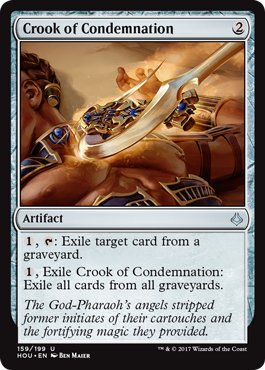 Crook of Condemnation 2
Artifact
1, T: Exile target card from a
graveyard.
1, Exile Crook of Condemnation:
Exile all cards from all graveyards.
The God-Pharaoh's angels stripped
former initiates of their cartouches and
the fortifying magic they provided.
159/199 U
HOU • EN Ben Maier
™ & © 2017 Wizards of the Coast